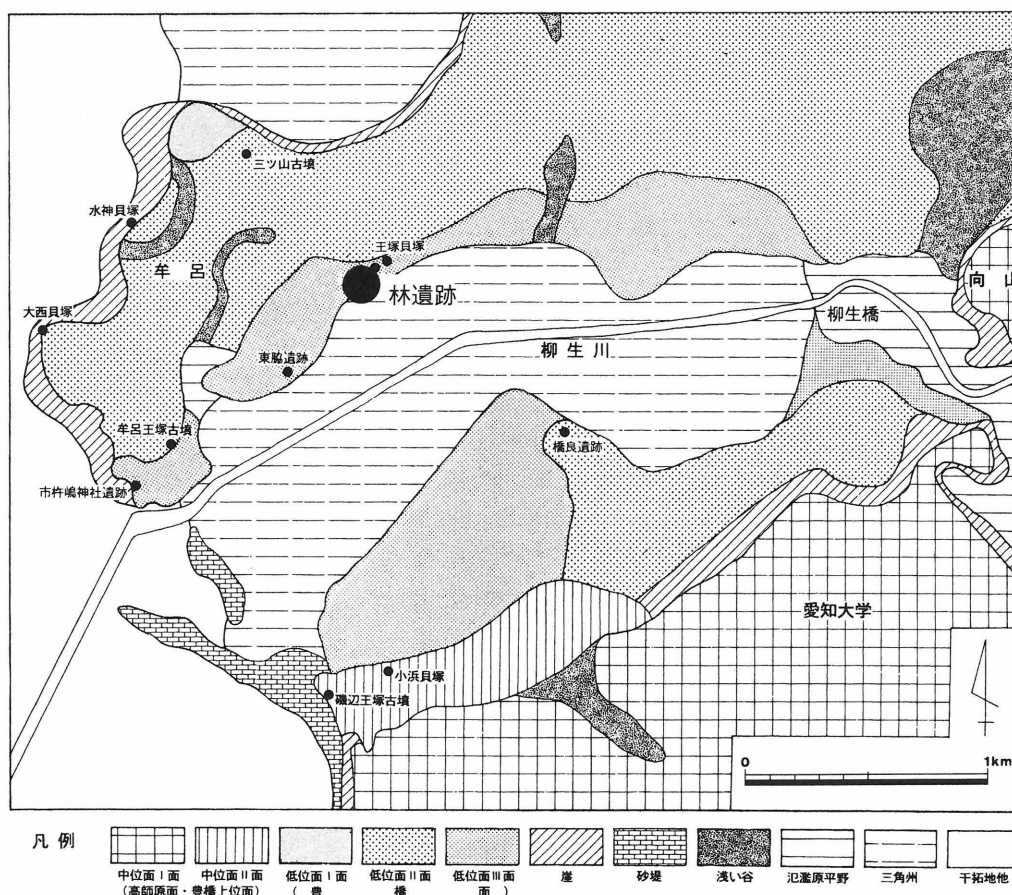 三ツ山古墳
水神貝塚
牟呂
王塚貝塚
林遺跡
向山
大西貝塚
柳生橋
柳生川
東脇遺跡
牟呂王塚古墳
橋良遺跡
市杵嶋神社遺跡
愛知大学
小浜貝塚
磯辺王塚古墳
0 1km
凡例
中位面Ⅰ面 中位面Ⅱ面 低位面Ⅰ面 低位面Ⅱ面 低位面Ⅲ面 崖 砂堤 浅い谷 氾濫原平野 三角州 干拓地他
(高師原面・豊橋上位面) ( 豊 橋 面 )